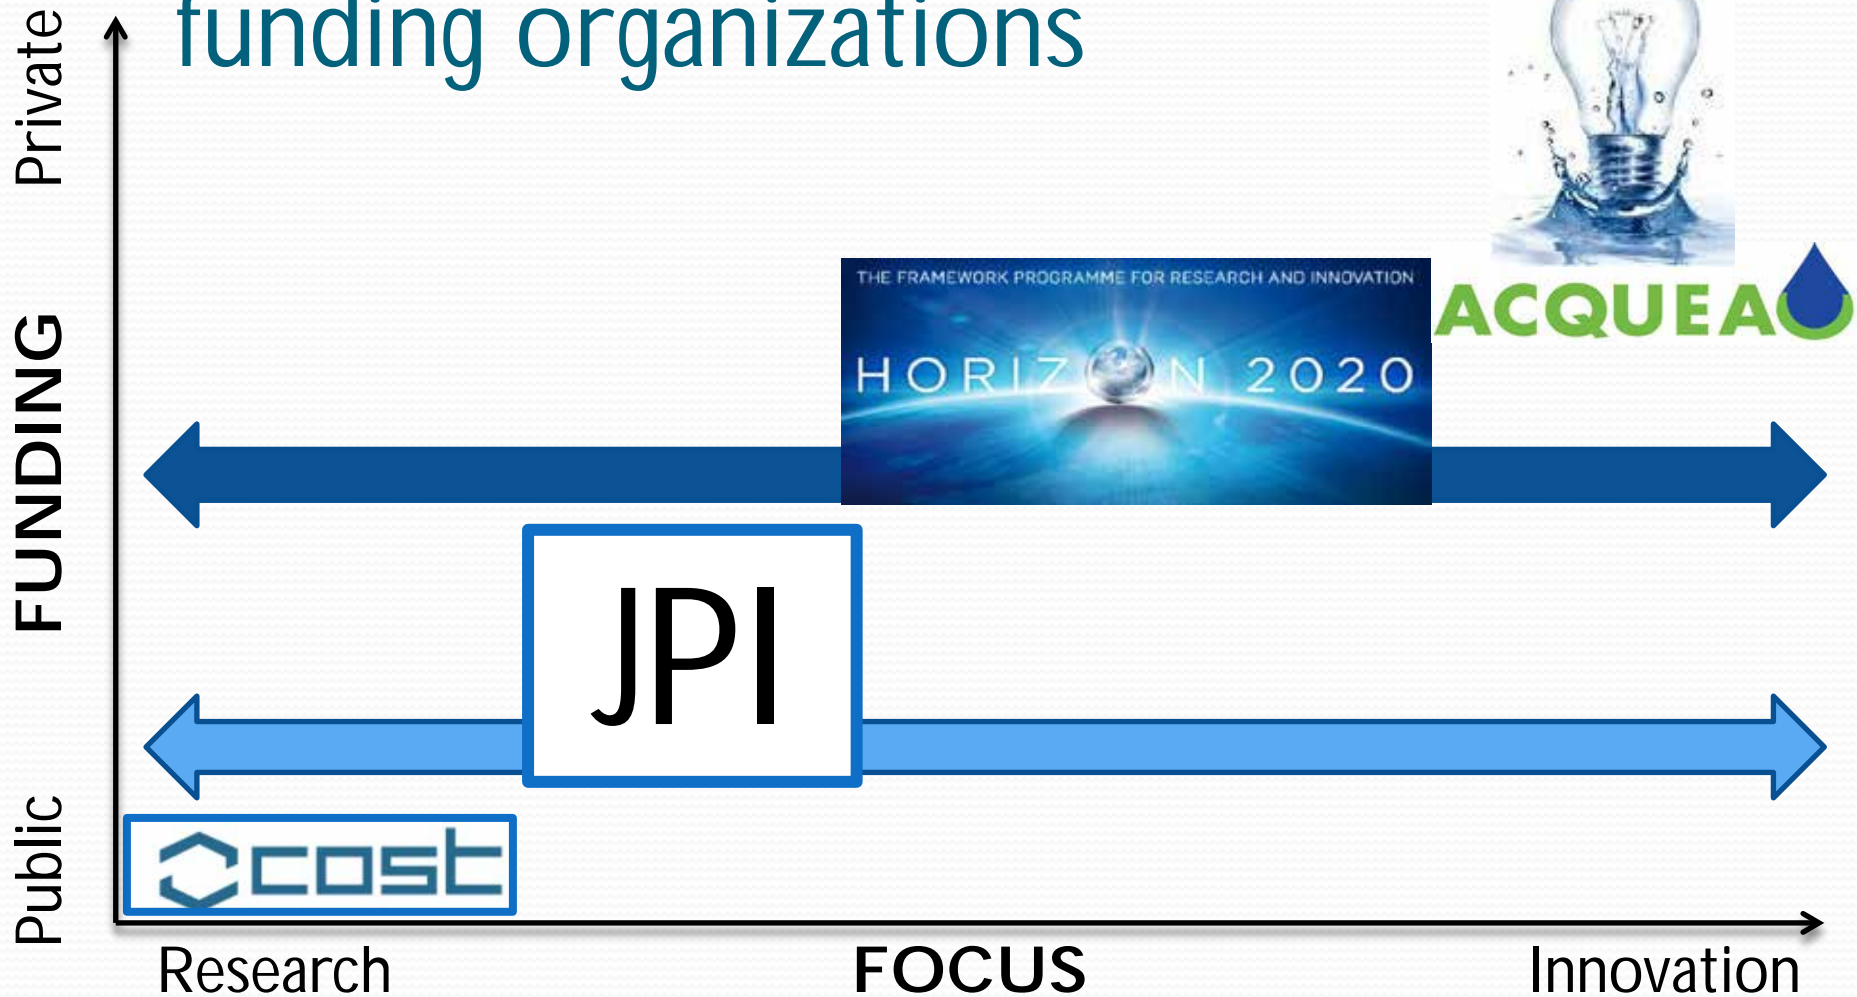 funding organizations
Private
FUNDING
Public
THE FRAMEWORK PROGRAMME FOR RESEARCH AND INNOVATION
HORIZON 2020
ACQUEAU
JPI
cost
Research
FOCUS
Innovation